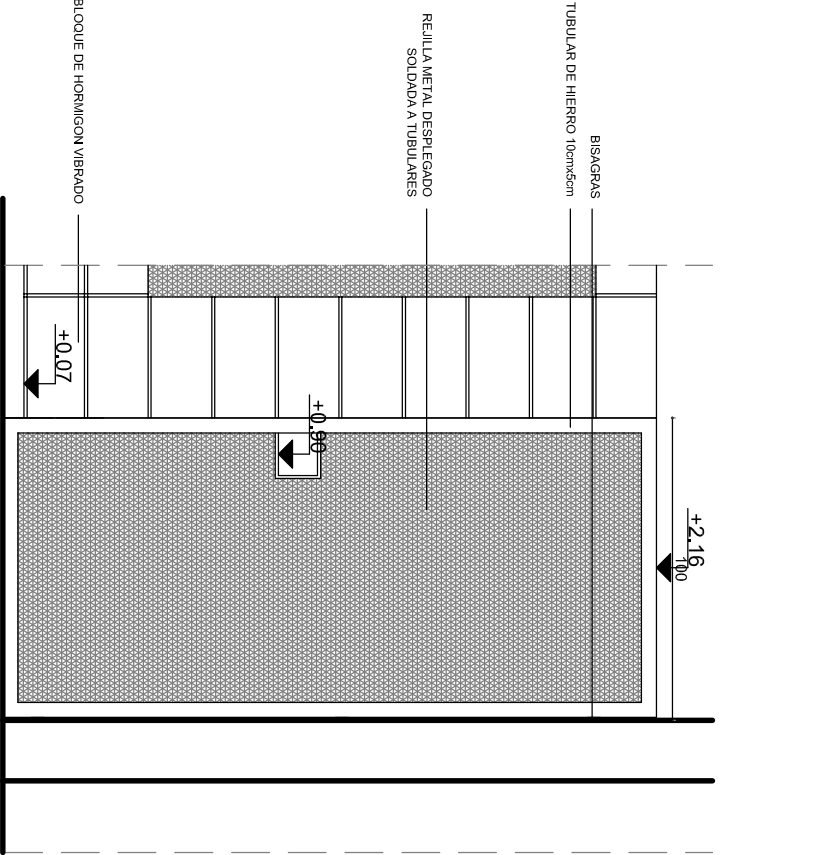 BISAGRAS
TUBULAR DE HIERRO 10cmx5cm
REJILLA METAL DESPLEGADO
SOLDADA A TUBULARES
BLOQUE DE HORMIGON VIBRADO
+2.16
100
+0.90
+0.07